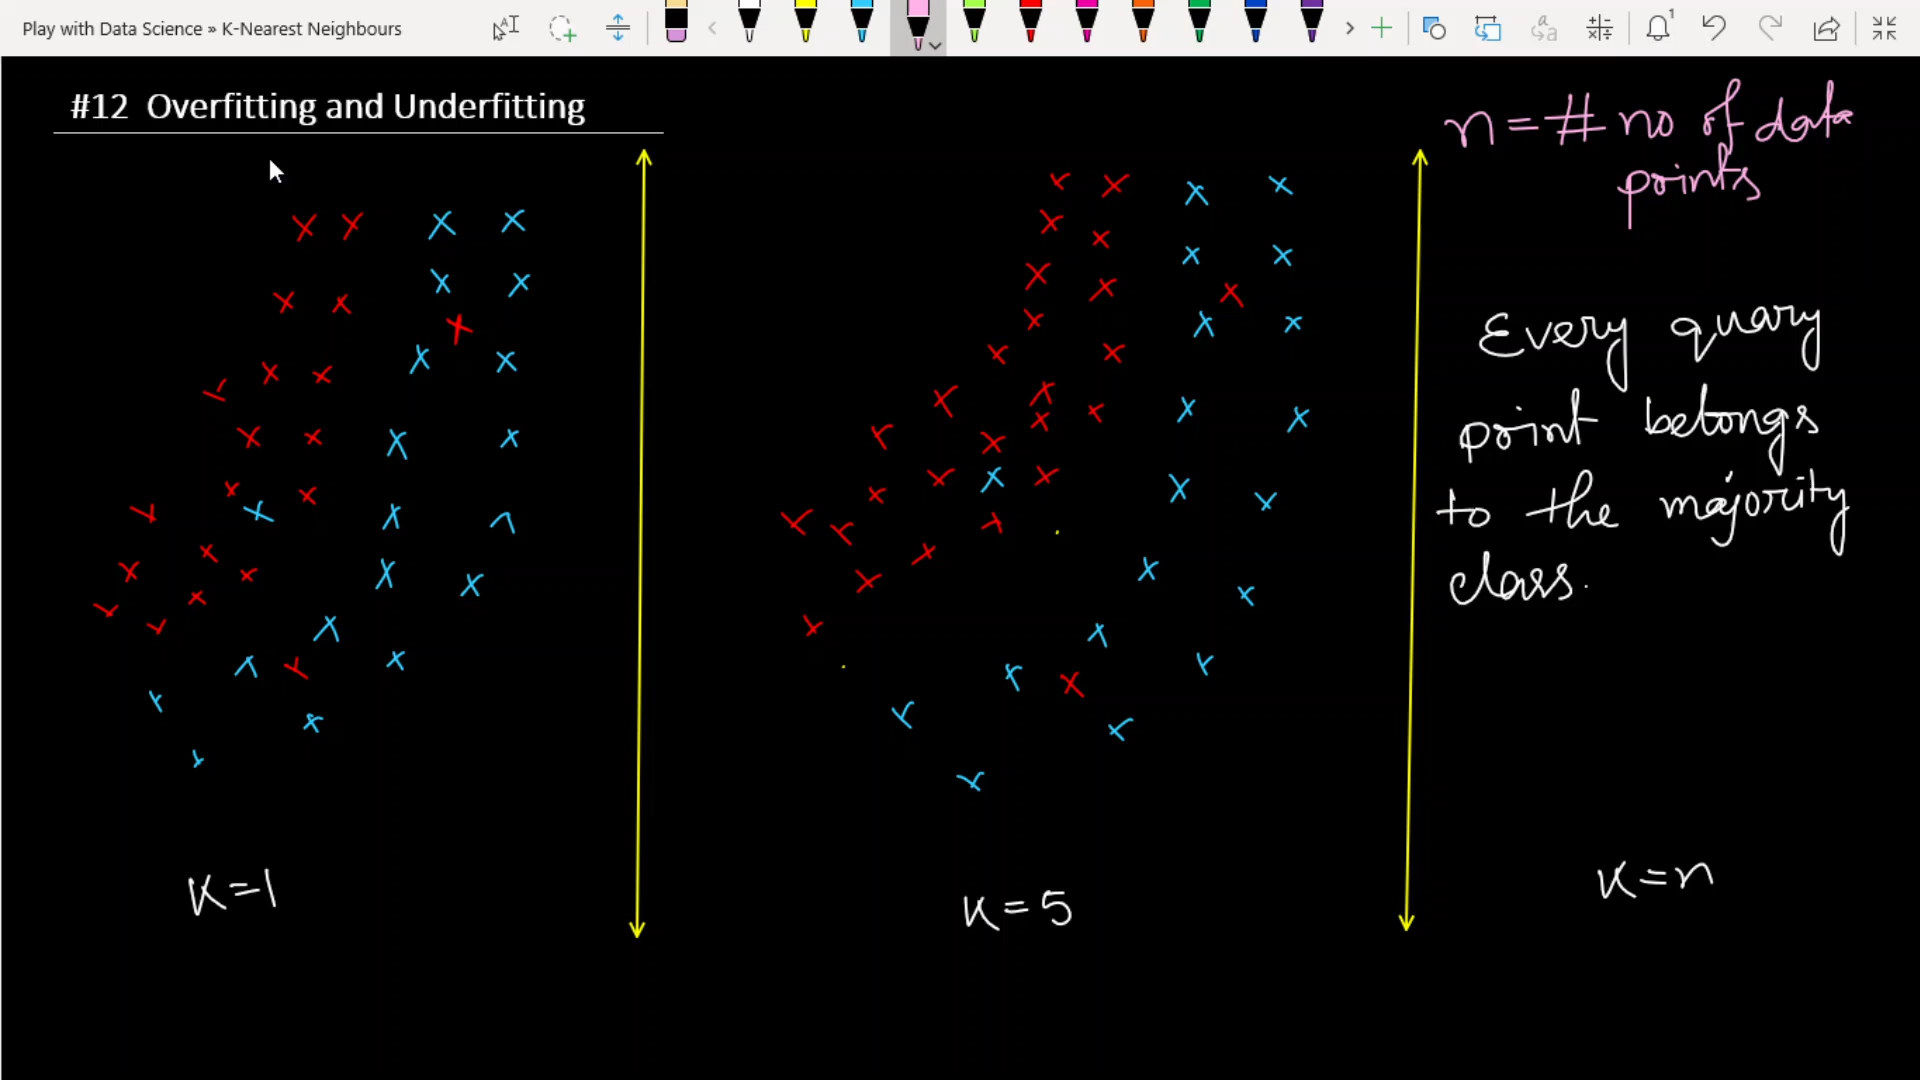 Play with Data Science » K-Nearest Neighbours
#12 Overfitting and Underfitting
n = # no of data
points
Every quary
point belongs
to the majority
class.
K=1
K=5
K=n